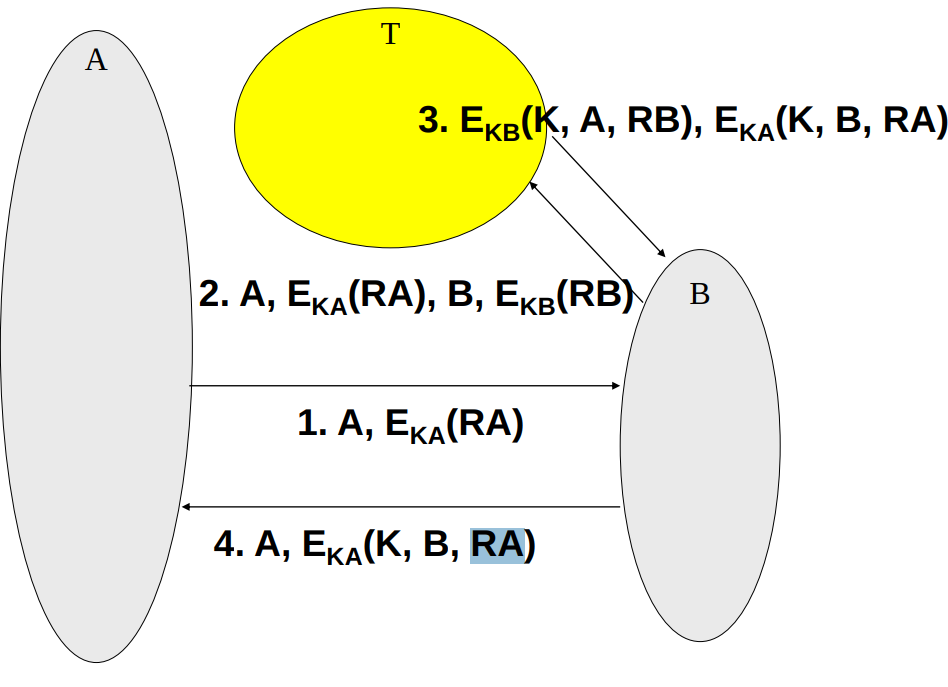 A
T
3. EKB(K, A, RB), EKA(K, B, RA)
2. A, EKA(RA), B, EKB(RB)
B
1. A, EKA(RA)
4. A, EKA(K, B, RA)